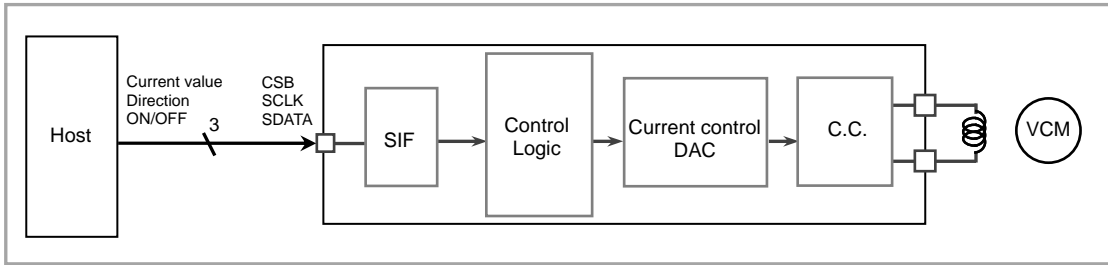 Host
Current value
Direction
ON/OFF
3
CSB
SCLK
SDATA
SIF
Control
Logic
Current control
DAC
C.C.
VCM